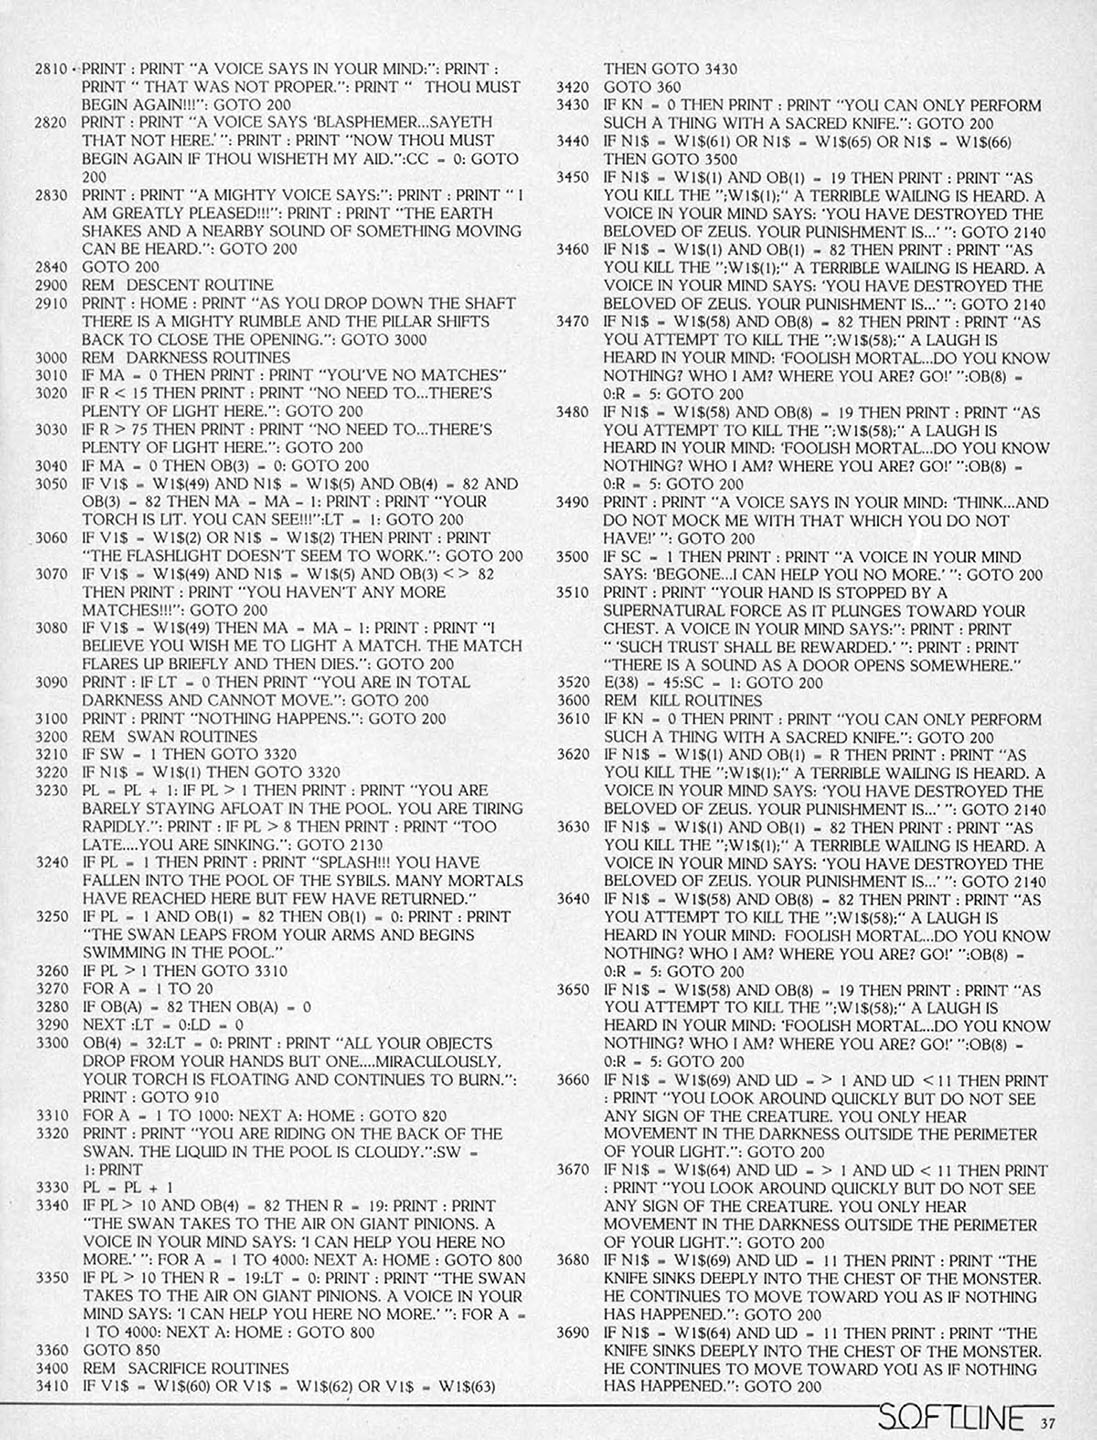 2810 PRINT : PRINT "A VOICE SAYS IN YOUR MIND:": PRINT :
PRINT " THAT WAS NOT PROPER.": PRINT " THOU MUST
BEGIN AGAIN!!!": GOTO 200
2820 PRINT : PRINT "A VOICE SAYS 'BLASPHEMER...SAYETH
THAT NOT HERE.' ": PRINT : PRINT "NOW THOU MUST
BEGIN AGAIN IF THOU WISHETH MY AID.":CC = 0: GOTO
200
2830 PRINT : PRINT "A MIGHTY VOICE SAYS:": PRINT : PRINT " I
AM GREATLY PLEASED!!!": PRINT : PRINT "THE EARTH
SHAKES AND A NEARBY SOUND OF SOMETHING MOVING
CAN BE HEARD.": GOTO 200
2840 GOTO 200
2900 REM DESCENT ROUTINE
2910 PRINT : HOME : PRINT "AS YOU DROP DOWN THE SHAFT
THERE IS A MIGHTY RUMBLE AND THE PILLAR SHIFTS
BACK TO CLOSE THE OPENING.": GOTO 3000
3000 REM DARKNESS ROUTINES
3010 IF MA = 0 THEN PRINT : PRINT "YOU'VE NO MATCHES"
3020 IF R < 15 THEN PRINT : PRINT "NO NEED TO...THERE'S
PLENTY OF LIGHT HERE.": GOTO 200
3030 IF R > 75 THEN PRINT : PRINT "NO NEED TO...THERE'S
PLENTY OF LIGHT HERE.": GOTO 200
3040 IF MA = 0 THEN OB(3) = 0: GOTO 200
3050 IF V1$ = W1$(49) AND N1$ = W1$(5) AND OB(4) = 82 AND
OB(3) = 82 THEN MA = MA - 1: PRINT : PRINT "YOUR
TORCH IS LIT. YOU CAN SEE!!!":LT = 1: GOTO 200
3060 IF V1$ = W1$(2) OR N1$ = W1$(2) THEN PRINT : PRINT
"THE FLASHLIGHT DOESN'T SEEM TO WORK.": GOTO 200
3070 IF V1$ = W1$(49) AND N1$ = W1$(5) AND OB(3) < > 82
THEN PRINT : PRINT "YOU HAVEN'T ANY MORE
MATCHES!!!": GOTO 200
3080 IF V1$ = W1$(49) THEN MA = MA - 1: PRINT : PRINT "I
BELIEVE YOU WISH ME TO LIGHT A MATCH. THE MATCH
FLARES UP BRIEFLY AND THEN DIES.": GOTO 200
3090 PRINT : IF LT = 0 THEN PRINT "YOU ARE IN TOTAL
DARKNESS AND CANNOT MOVE.": GOTO 200
3100 PRINT : PRINT "NOTHING HAPPENS.": GOTO 200
3200 REM SWAN ROUTINES
3210 IF SW = 1 THEN GOTO 3320
3220 IF N1$ = W1$(1) THEN GOTO 3320
3230 PL = PL + 1: IF PL > 1 THEN PRINT : PRINT "YOU ARE
BARELY STAYING AFLOAT IN THE POOL. YOU ARE TIRING
RAPIDLY.": PRINT : IF PL > 8 THEN PRINT : PRINT "TOO
LATE....YOU ARE SINKING.": GOTO 2130
3240 IF PL = 1 THEN PRINT : PRINT "SPLASH!!! YOU HAVE
FALLEN INTO THE POOL OF THE SYBILS. MANY MORTALS
HAVE REACHED HERE BUT FEW HAVE RETURNED."
3250 IF PL = 1 AND OB(1) = 82 THEN OB(1) = 0: PRINT : PRINT
"THE SWAN LEAPS FROM YOUR ARMS AND BEGINS
SWIMMING IN THE POOL."
3260 IF PL > 1 THEN GOTO 3310
3270 FOR A = 1 TO 20
3280 IF OB(A) = 82 THEN OB(A) = 0
3290 NEXT :LT = 0:LD = 0
3300 OB(4) = 32:LT = 0: PRINT : PRINT "ALL YOUR OBJECTS
DROP FROM YOUR HANDS BUT ONE....MIRACULOUSLY,
YOUR TORCH IS FLOATING AND CONTINUES TO BURN.":
PRINT : GOTO 910
3310 FOR A = 1 TO 1000: NEXT A: HOME : GOTO 820
3320 PRINT : PRINT "YOU ARE RIDING ON THE BACK OF THE
SWAN. THE LIQUID IN THE POOL IS CLOUDY.":SW =
1: PRINT
3330 PL = PL + 1
3340 IF PL > 10 AND OB(4) = 82 THEN R = 19: PRINT : PRINT
"THE SWAN TAKES TO THE AIR ON GIANT PINIONS. A
VOICE IN YOUR MIND SAYS: 'I CAN HELP YOU HERE NO
MORE.' ": FOR A = 1 TO 4000: NEXT A: HOME : GOTO 800
3350 IF PL > 10 THEN R = 19:LT = 0: PRINT : PRINT "THE SWAN
TAKES TO THE AIR ON GIANT PINIONS. A VOICE IN YOUR
MIND SAYS: 'I CAN HELP YOU HERE NO MORE.' ": FOR A =
1 TO 4000: NEXT A: HOME : GOTO 800
3360 GOTO 850
3400 REM SACRIFICE ROUTINES
3410 IF V1$ = W1$(60) OR V1$ = W1$(62) OR V1$ = W1$(63)
THEN GOTO 3430
3420 GOTO 360
3430 IF KN = 0 THEN PRINT : PRINT "YOU CAN ONLY PERFORM
SUCH A THING WITH A SACRED KNIFE.": GOTO 200
3440 IF N1$ = W1$(61) OR N1$ = W1$(65) OR N1$ = W1$(66)
THEN GOTO 3500
3450 IF N1$ = W1$(1) AND OB(1) = 19 THEN PRINT : PRINT "AS
YOU KILL THE ";W1$(1);" A TERRIBLE WAILING IS HEARD. A
VOICE IN YOUR MIND SAYS: 'YOU HAVE DESTROYED THE
BELOVED OF ZEUS. YOUR PUNISHMENT IS...' ": GOTO 2140
3460 IF N1$ = W1$(1) AND OB(1) = 82 THEN PRINT : PRINT "AS
YOU KILL THE ";W1$(1);" A TERRIBLE WAILING IS HEARD. A
VOICE IN YOUR MIND SAYS: 'YOU HAVE DESTROYED THE
BELOVED OF ZEUS. YOUR PUNISHMENT IS...' ": GOTO 2140
3470 IF N1$ = W1$(58) AND OB(8) = 82 THEN PRINT : PRINT "AS
YOU ATTEMPT TO KILL THE ";W1$(58);" A LAUGH IS
HEARD IN YOUR MIND: 'FOOLISH MORTAL...DO YOU KNOW
NOTHING? WHO I AM? WHERE YOU ARE? GO!' ":OB(8) =
0:R = 5: GOTO 200
3480 IF N1$ = W1$(58) AND OB(8) = 19 THEN PRINT : PRINT "AS
YOU ATTEMPT TO KILL THE ";W1$(58);" A LAUGH IS
HEARD IN YOUR MIND: 'FOOLISH MORTAL...DO YOU KNOW
NOTHING? WHO I AM? WHERE YOU ARE? GO!' ":OB(8) =
0:R = 5: GOTO 200
3490 PRINT : PRINT "A VOICE SAYS IN YOUR MIND: 'THINK...AND
DO NOT MOCK ME WITH THAT WHICH YOU DO NOT
HAVE!' ": GOTO 200
3500 IF SC = 1 THEN PRINT : PRINT "A VOICE IN YOUR MIND
SAYS: 'BEGONE...I CAN HELP YOU NO MORE.' ": GOTO 200
3510 PRINT : PRINT "YOUR HAND IS STOPPED BY A
SUPERNATURAL FORCE AS IT PLUNGES TOWARD YOUR
CHEST. A VOICE IN YOUR MIND SAYS:": PRINT : PRINT
" 'SUCH TRUST SHALL BE REWARDED.' ": PRINT : PRINT
"THERE IS A SOUND AS A DOOR OPENS SOMEWHERE."
3520 E(38) = 45:SC = 1: GOTO 200
3600 REM KILL ROUTINES
3610 IF KN = 0 THEN PRINT : PRINT "YOU CAN ONLY PERFORM
SUCH A THING WITH A SACRED KNIFE.": GOTO 200
3620 IF N1$ = W1$(1) AND OB(1) = R THEN PRINT : PRINT "AS
YOU KILL THE ";W1$(1);" A TERRIBLE WAILING IS HEARD. A
VOICE IN YOUR MIND SAYS: 'YOU HAVE DESTROYED THE
BELOVED OF ZEUS. YOUR PUNISHMENT IS...' ": GOTO 2140
3630 IF N1$ = W1$(1) AND OB(1) = 82 THEN PRINT : PRINT "AS
YOU KILL THE ";W1$(1);" A TERRIBLE WAILING IS HEARD. A
VOICE IN YOUR MIND SAYS: 'YOU HAVE DESTROYED THE
BELOVED OF ZEUS. YOUR PUNISHMENT IS...' ": GOTO 2140
3640 IF N1$ = W1$(58) AND OB(8) = 82 THEN PRINT : PRINT "AS
YOU ATTEMPT TO KILL THE ";W1$(58);" A LAUGH IS
HEARD IN YOUR MIND: FOOLISH MORTAL...DO YOU KNOW
NOTHING? WHO I AM? WHERE YOU ARE? GO!' ":OB(8) =
0:R = 5: GOTO 200
3650 IF N1$ = W1$(58) AND OB(8) = 19 THEN PRINT : PRINT "AS
YOU ATTEMPT TO KILL THE ";W1$(58);" A LAUGH IS
HEARD IN YOUR MIND: 'FOOLISH MORTAL...DO YOU KNOW
NOTHING? WHO I AM? WHERE YOU ARE? GO!' ":OB(8) =
0:R = 5: GOTO 200
3660 IF N1$ = W1$(69) AND UD = > 1 AND UD < 11 THEN PRINT
: PRINT "YOU LOOK AROUND QUICKLY BUT DO NOT SEE
ANY SIGN OF THE CREATURE. YOU ONLY HEAR
MOVEMENT IN THE DARKNESS OUTSIDE THE PERIMETER
OF YOUR LIGHT.": GOTO 200
3670 IF N1$ = W1$(64) AND UD = > 1 AND UD < 11 THEN PRINT
: PRINT "YOU LOOK AROUND QUICKLY BUT DO NOT SEE
ANY SIGN OF THE CREATURE. YOU ONLY HEAR
MOVEMENT IN THE DARKNESS OUTSIDE THE PERIMETER
OF YOUR LIGHT.": GOTO 200
3680 IF N1$ = W1$(69) AND UD = 11 THEN PRINT : PRINT "THE
KNIFE SINKS DEEPLY INTO THE CHEST OF THE MONSTER.
HE CONTINUES TO MOVE TOWARD YOU AS IF NOTHING
HAS HAPPENED.": GOTO 200
3690 IF N1$ = W1$(64) AND UD = 11 THEN PRINT : PRINT "THE
KNIFE SINKS DEEPLY INTO THE CHEST OF THE MONSTER.
HE CONTINUES TO MOVE TOWARD YOU AS IF NOTHING
HAS HAPPENED.": GOTO 200
SOFTLINE 37